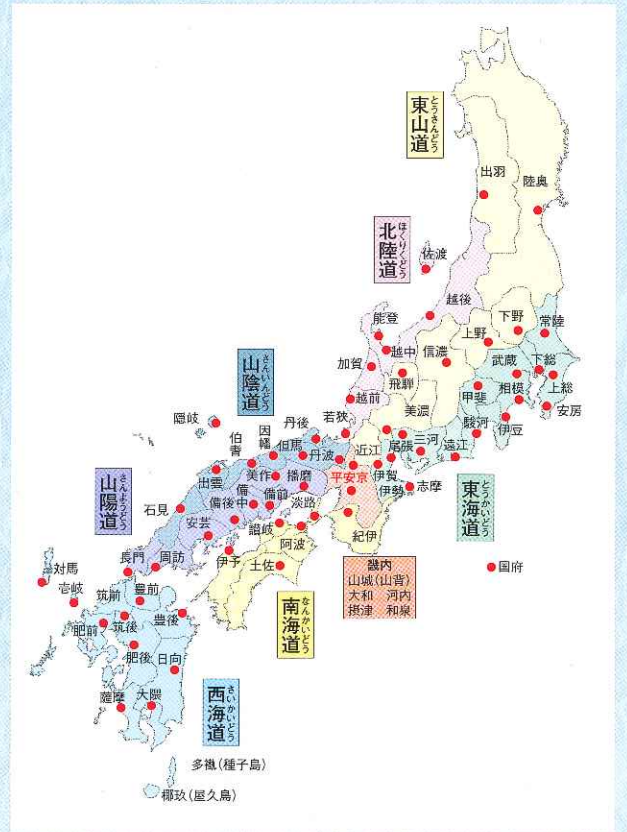 東山道
とうさんどう
出羽
陸奥
北陸道
ほくりくどう
佐渡
越後
能登
下野
常陸
上野
越中
信濃
加賀
武蔵
下総
飛騨
山陰道
さんいんどう
相模
上総
甲斐
越前
美濃
安房
隠岐
丹後
若狭
駿河
伊豆
因幡
伯耆
但馬
丹波
近江
尾張
三河
遠江
山陽道
さんようどう
出雲
美作
播磨
平安京
伊賀
伊勢
志摩
東海道
とうかいどう
石見
備中
備後
備前
淡路
安芸
讃岐
紀伊
阿波
長門
周防
伊予
土佐
対馬
壱岐
畿内
山城(山背)
大和 河内
摂津 和泉
国府
筑前
豊前
南海道
なんかいどう
豊後
肥前
筑後
肥後
日向
薩摩
大隈
西海道
さいかいどう
多褹(種子島)
椰玖(屋久島)